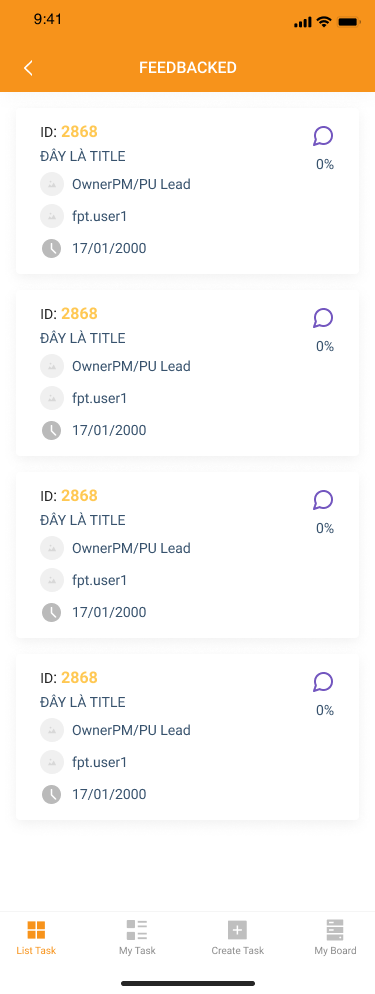 9:41
FEEDBACKED
ID: 2868
ĐÂY LÀ TITLE
0%
OwnerPM/PU Lead
fpt.user1
17/01/2000
ID: 2868
ĐÂY LÀ TITLE
0%
OwnerPM/PU Lead
fpt.user1
17/01/2000
ID: 2868
ĐÂY LÀ TITLE
0%
OwnerPM/PU Lead
fpt.user1
17/01/2000
ID: 2868
ĐÂY LÀ TITLE
0%
OwnerPM/PU Lead
fpt.user1
17/01/2000
List Task My Task Create Task My Board